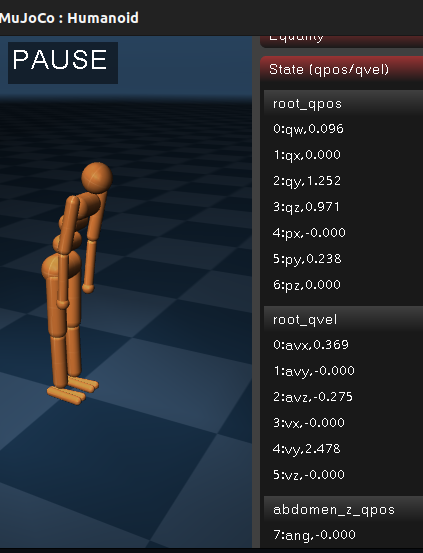 MuJoCo : Humanoid
PAUSE
Equality
State (qpos/qvel)
root_qpos
0:qw,0.096
1:qx,0.000
2:qy,1.252
3:qz,0.971
4:px,-0.000
5:py,0.238
6:pz,0.000
root_qvel
0:avx,0.369
1:avy,-0.000
2:avz,-0.275
3:vx,-0.000
4:vy,2.478
5:vz,-0.000
abdomen_z_qpos
7:ang,-0.000